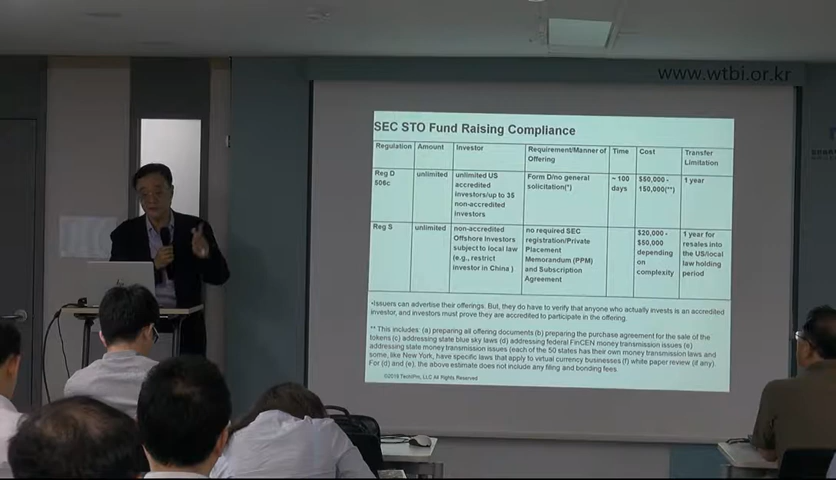 www.wtbi.or.kr
SEC STO Fund Raising Compliance
Regulation Amount Investor Requirement/Manner of Offering Time Cost Transfer Limitation
Reg D 506c unlimited unlimited US accredited investors/up to 35 non-accredited investors Form D/no general solicitation(*) ~ 100 days $50,000 - 150,000(**) 1 year
Reg S unlimited non-accredited Offshore Investors subject to local law (e.g., restrict investor in China ) no required SEC registration/Private Placement Memorandum (PPM) and Subscription Agreement $20,000 - $50,000 depending on complexity 1 year for resales into the US/local law holding period
*Issuers can advertise their offerings. But, they do have to verify that anyone who actually invests is an accredited
investor, and investors must prove they are accredited to participate in the offering.
** This includes: (a) preparing all offering documents (b) preparing the purchase agreement for the sale of the
tokens (c) addressing state blue sky laws (d) addressing federal FinCEN money transmission issues (e)
addressing state money transmission issues (each of the 50 states has their own money transmission laws and
some, like New York, have specific laws that apply to virtual currency businesses (f) white paper review (if any).
For (d) and (e), the above estimate does not include any filing and bonding fees.
©2019 TechIPm, LLC All Rights Reserved